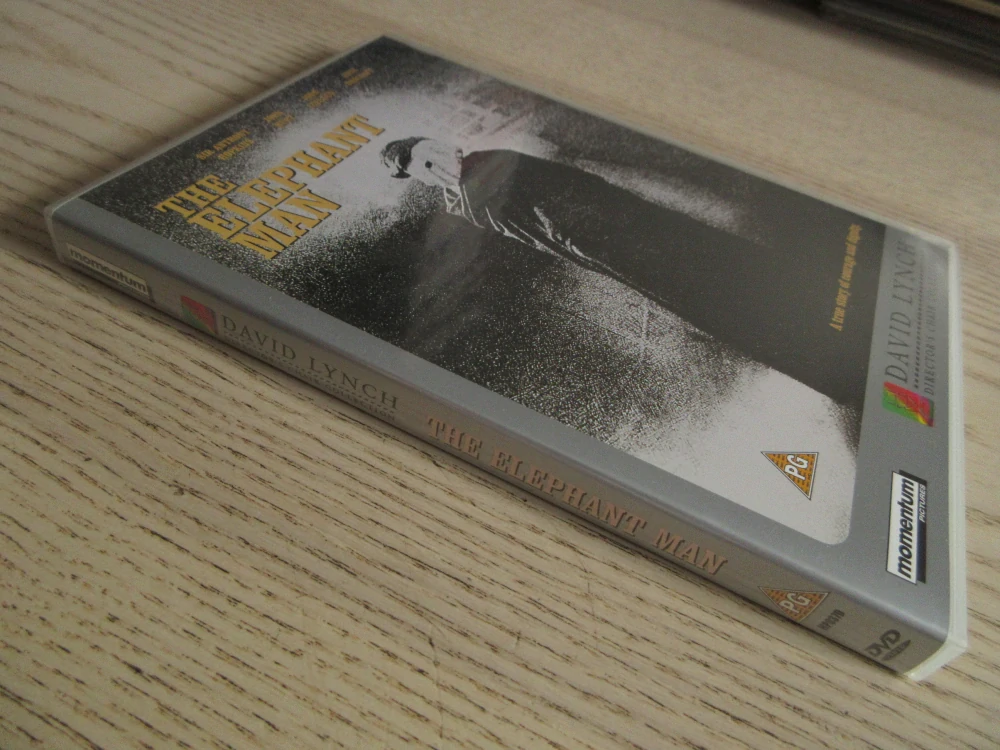 THE
ELEPHANT
MAN
A true story of courage and dignity
DAVID LYNCH
DIRECTOR'S
PG
momentum
PICTURES
momentum
DAVID LYNCH
THE ELEPHANT MAN
PG
DVD